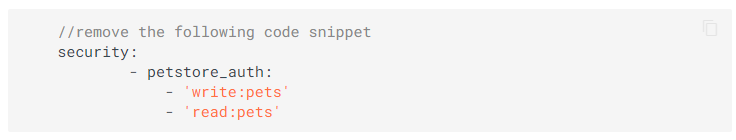 //remove the following code snippet
security:
- petstore_auth:
- 'write:pets'
- 'read:pets'